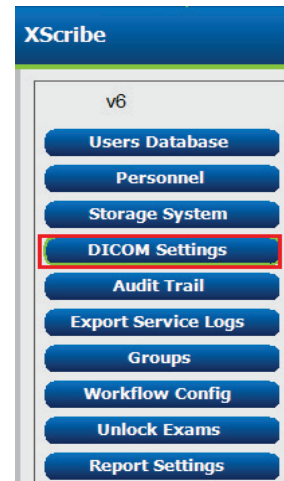 XScribe
v6
Users Database
Personnel
Storage System
DICOM Settings
Audit Trail
Export Service Logs
Groups
Workflow Config
Unlock Exams
Report Settings